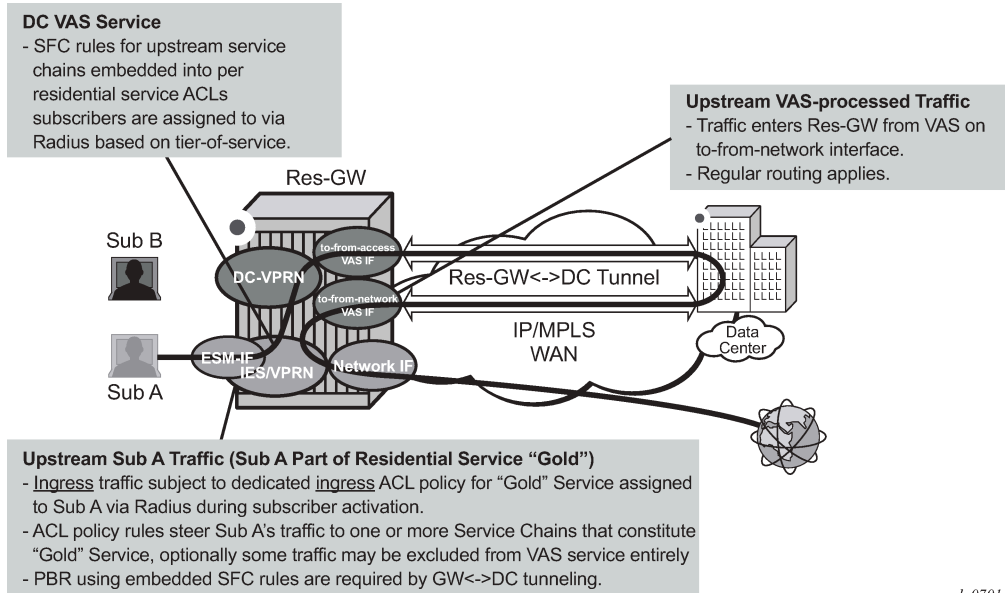 DC VAS Service
- SFC rules for upstream service
chains embedded into per
residential service ACLs
subscribers are assigned to via
Radius based on tier-of-service.
Upstream VAS-processed Traffic
- Traffic enters Res-GW from VAS on
to-from-network interface.
- Regular routing applies.
Res-GW
Sub B
to-from-access
VAS IF
DC-VPRN
Res-GW<->DC Tunnel
to-from-network
VAS IF
IP/MPLS
WAN
Data
Center
ESM-IF
IES/VPRN
Network IF
Sub A
Upstream Sub A Traffic (Sub A Part of Residential Service “Gold”)
- Ingress traffic subject to dedicated ingress ACL policy for “Gold” Service assigned
to Sub A via Radius during subscriber activation.
- ACL policy rules steer Sub A’s traffic to one or more Service Chains that constitute
“Gold” Service, optionally some traffic may be excluded from VAS service entirely
- PBR using embedded SFC rules are required by GW<->DC tunneling.